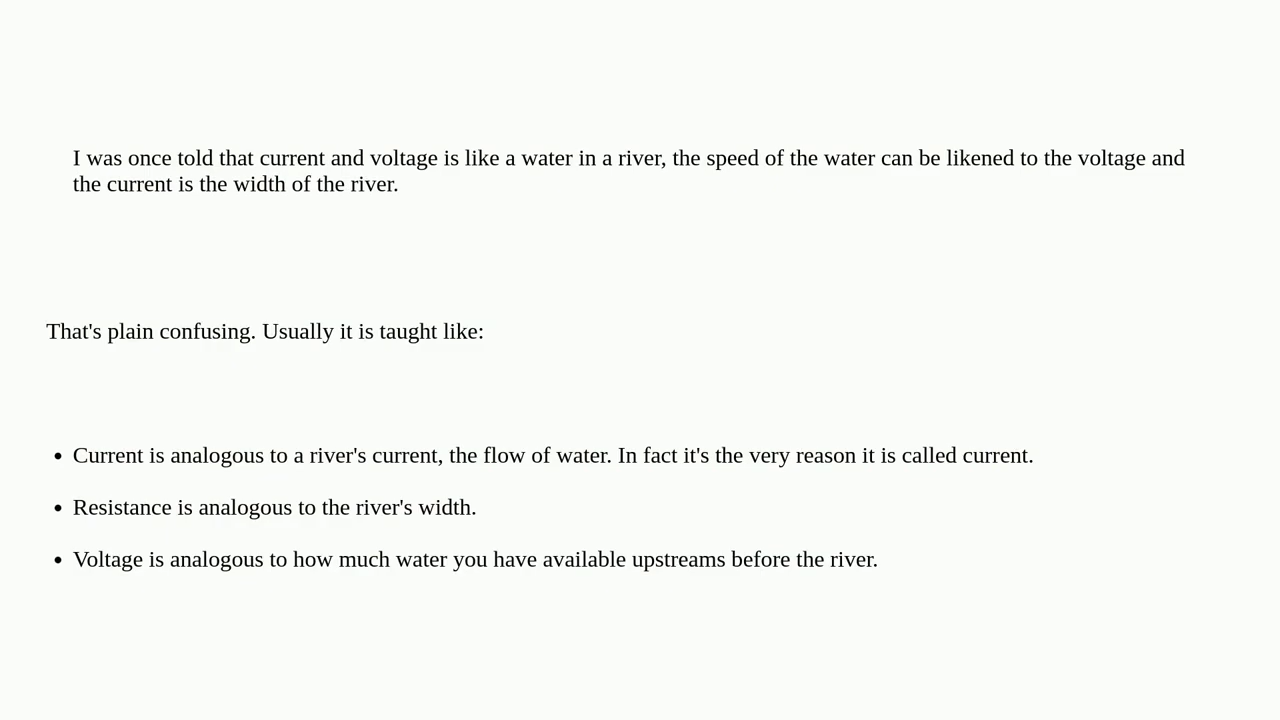 I was once told that current and voltage is like a water in a river, the speed of the water can be likened to the voltage and
the current is the width of the river.
That's plain confusing. Usually it is taught like:
• Current is analogous to a river's current, the flow of water. In fact it's the very reason it is called current.
• Resistance is analogous to the river's width.
• Voltage is analogous to how much water you have available upstreams before the river.